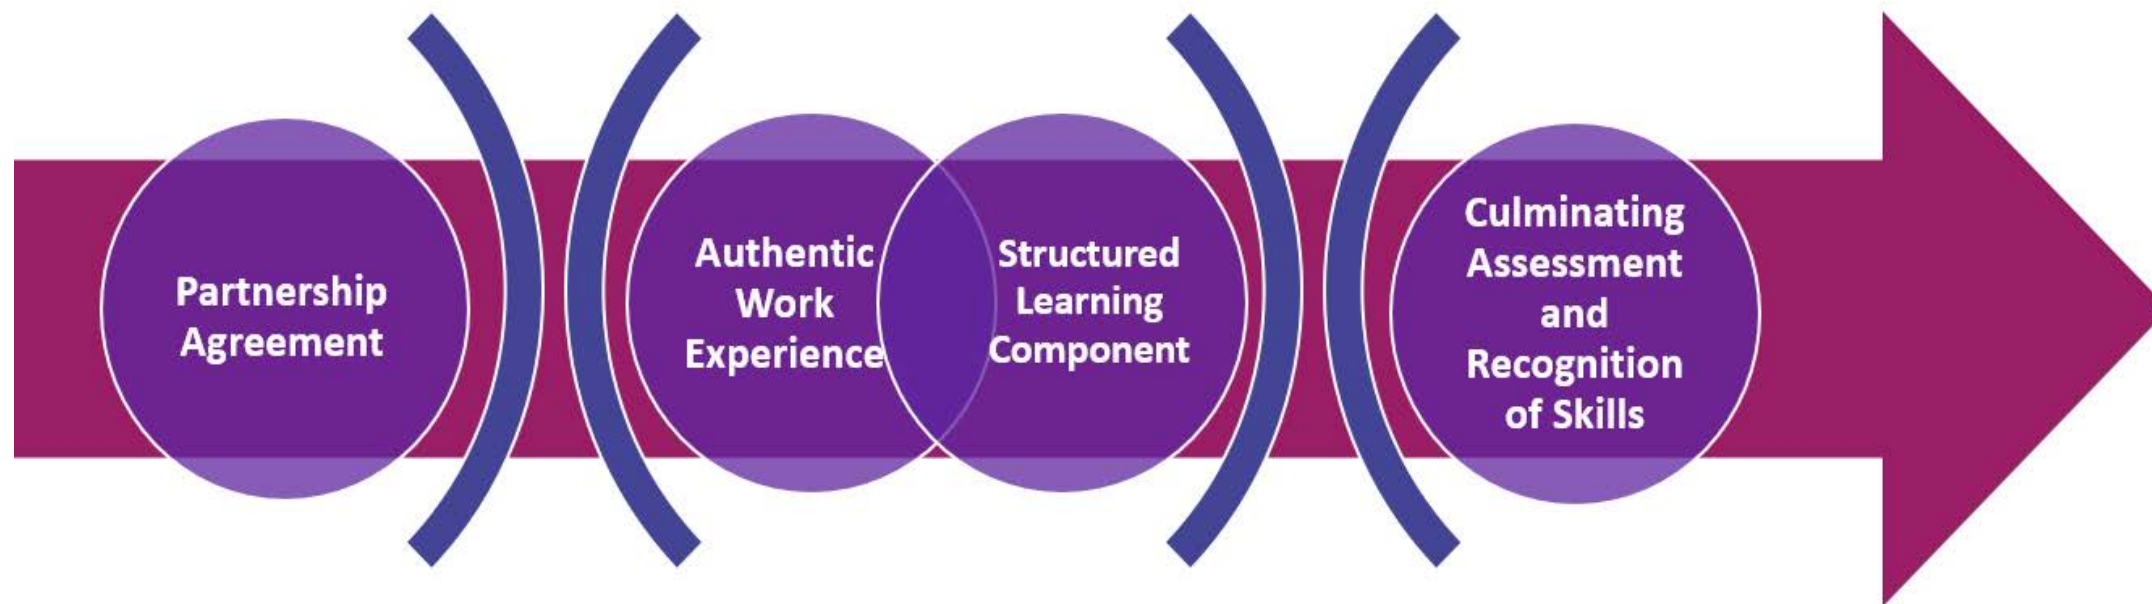 Partnership
Agreement
Authentic
Work
Experience
Structured
Learning
Component
Culminating
Assessment
and
Recognition
of Skills